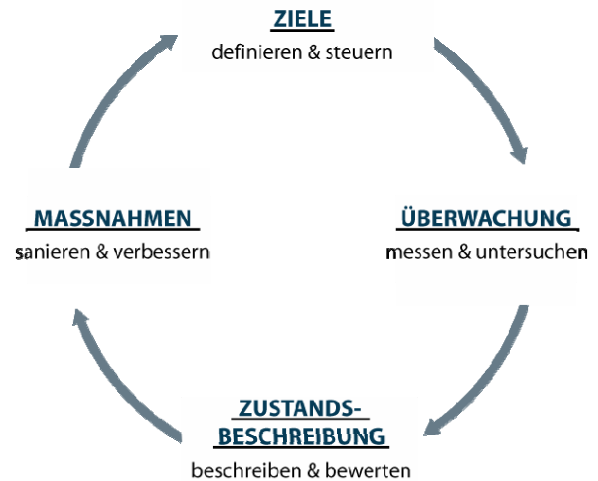 ZIELE
definieren & steuern
MASSNAHMEN
sanieren & verbessern
ÜBERWACHUNG
messen & untersuchen
ZUSTANDS-
BESCHREIBUNG
beschreiben & bewerten